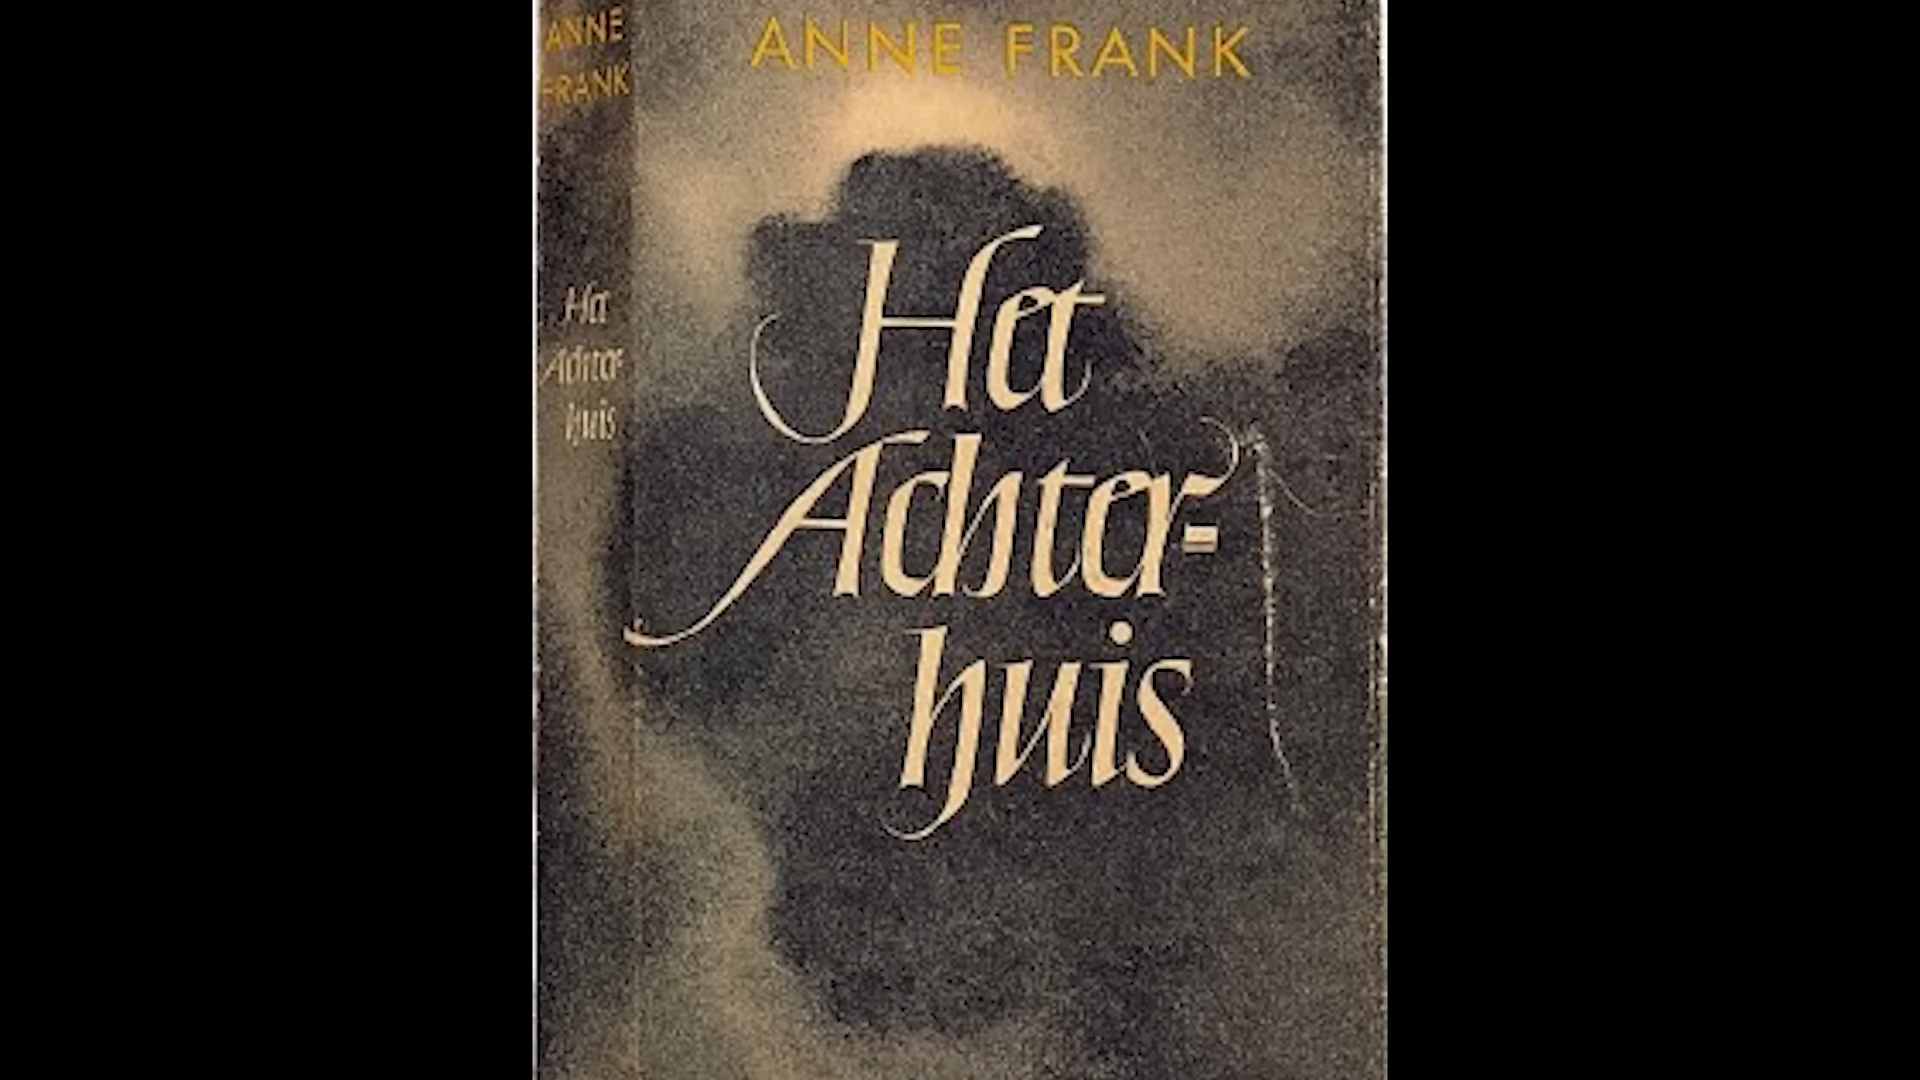 ANNE
FRANK
Het
Achter-
huis
ANNE FRANK
Het
Achter=
huis